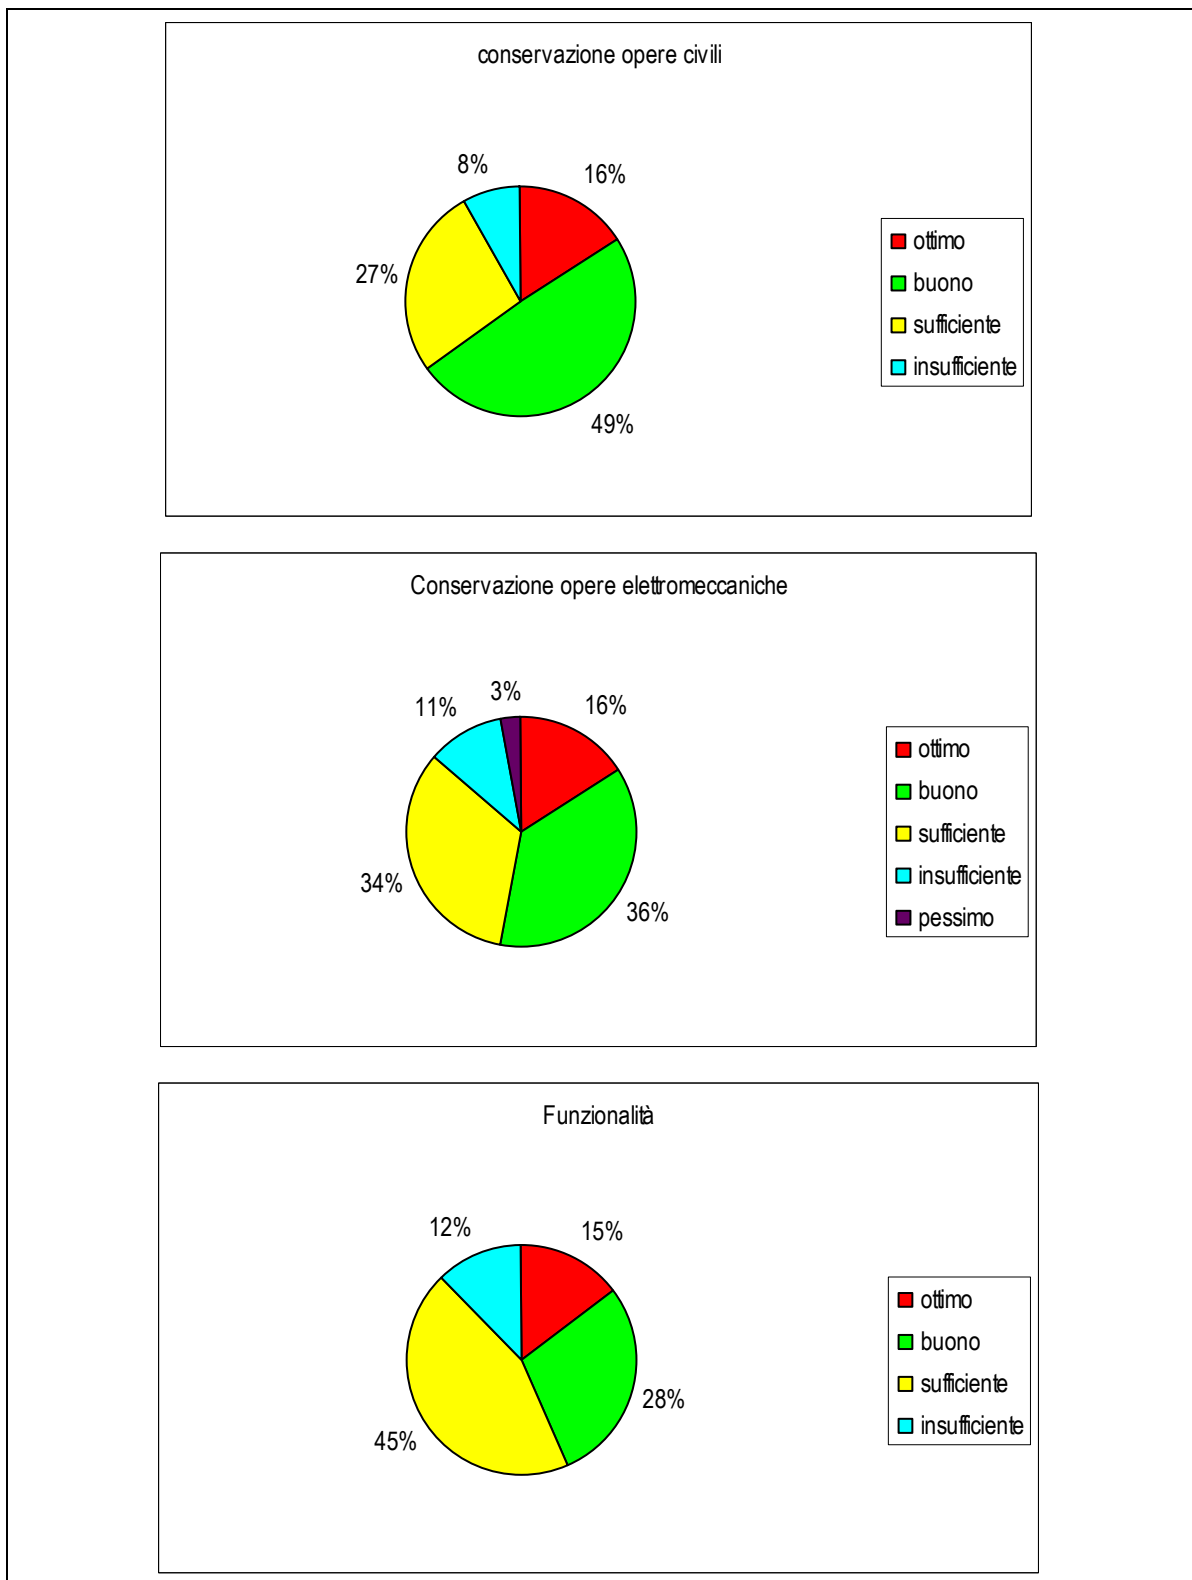 conservazione opere civili
8%
16%
27%
49%
ottimo
buono
sufficiente
insufficiente
Conservazione opere elettromeccaniche
3%
16%
11%
34%
36%
ottimo
buono
sufficiente
insufficiente
pessimo
Funzionalità
12%
15%
28%
45%
ottimo
buono
sufficiente
insufficiente